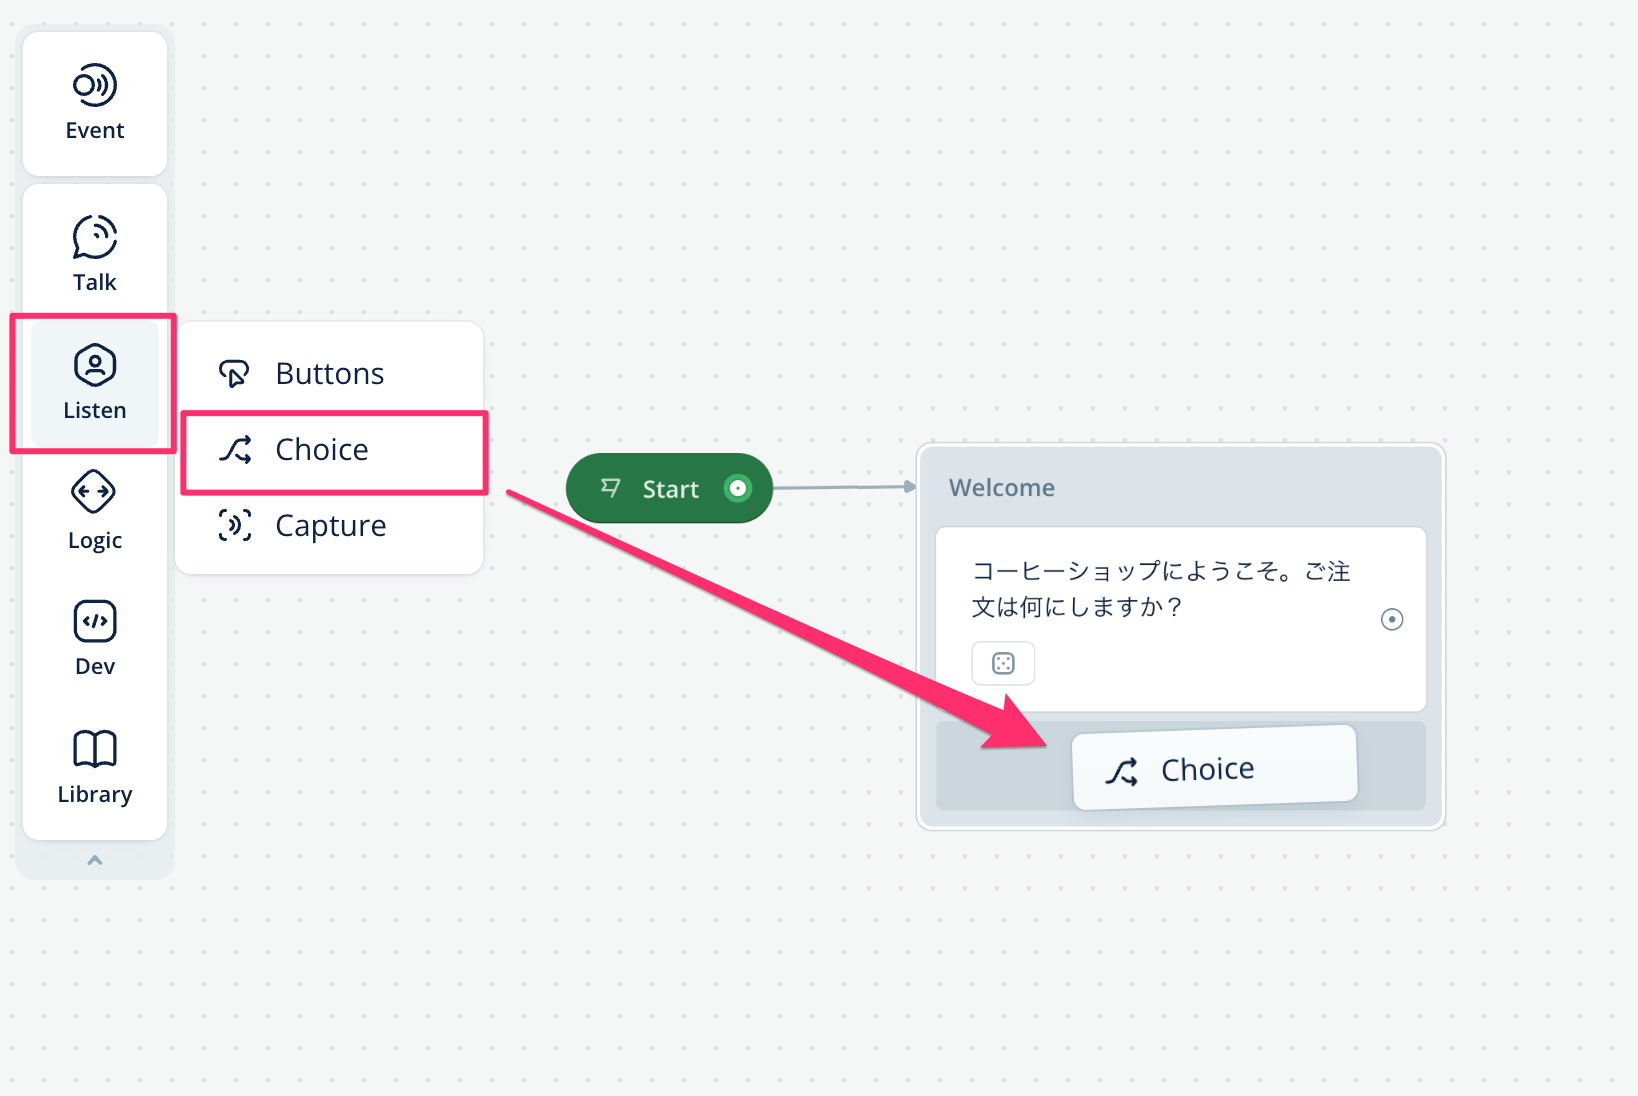 Event
Talk
Listen
Logic
Dev
Library
Buttons
Choice
Capture
Start
Welcome
コーヒーショップにようこそ。ご注
文は何にしますか？
Choice